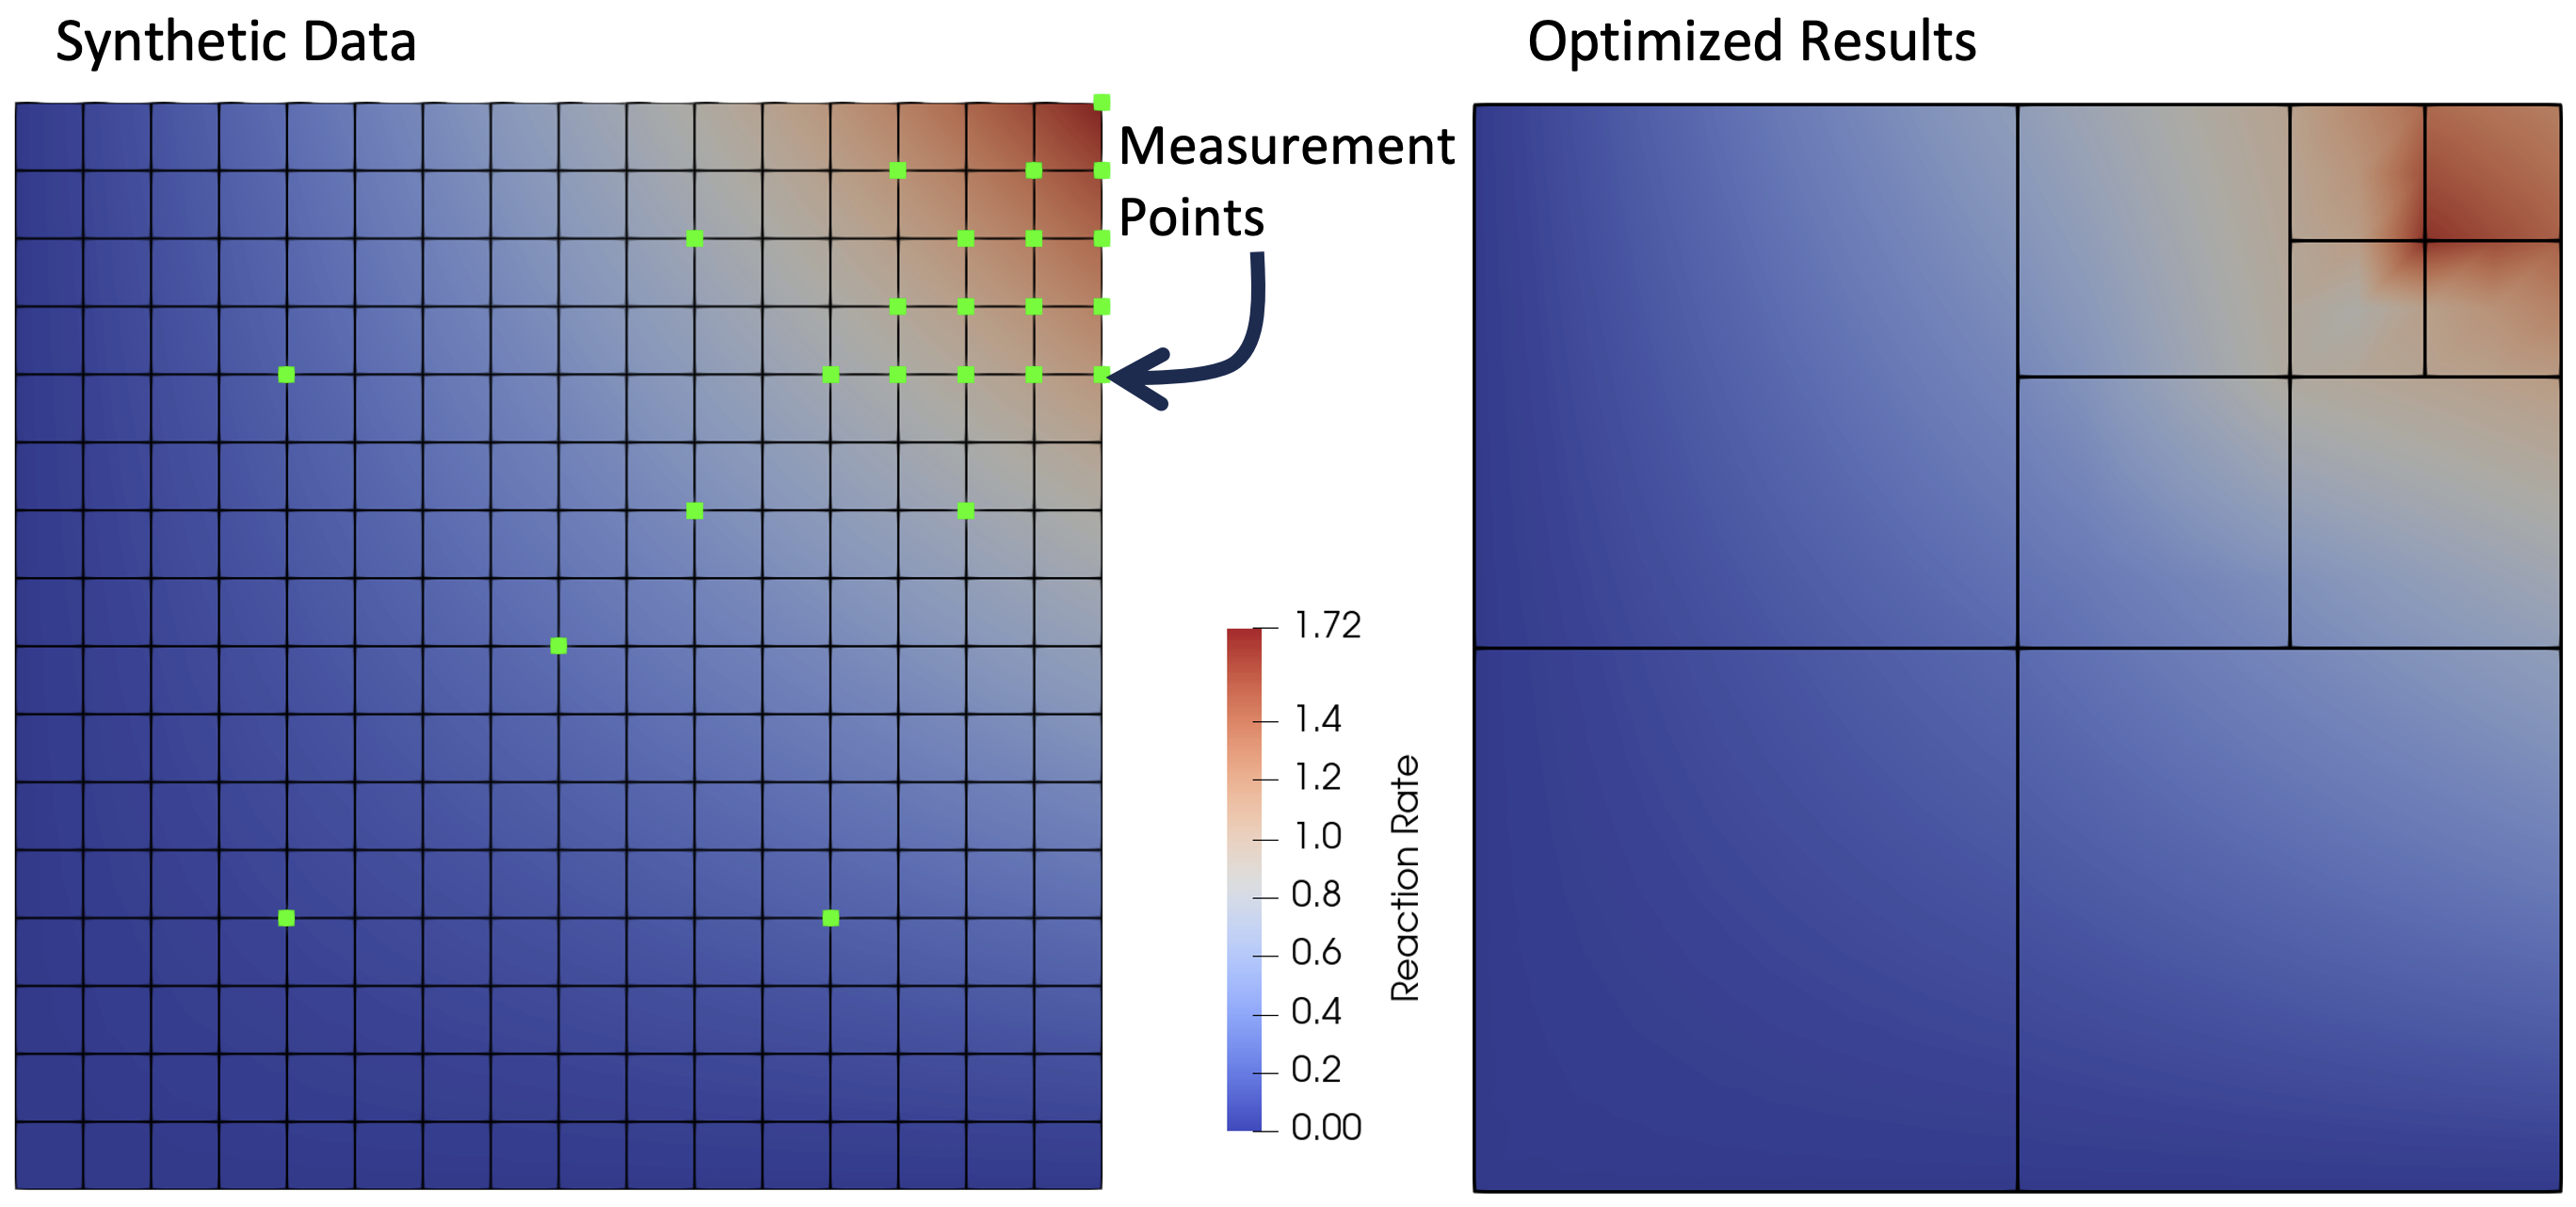 Synthetic Data
Optimized Results
Measurement
Points
1.72
1.4
1.2
1.0
0.8
0.6
0.4
0.2
0.00
Reaction Rate